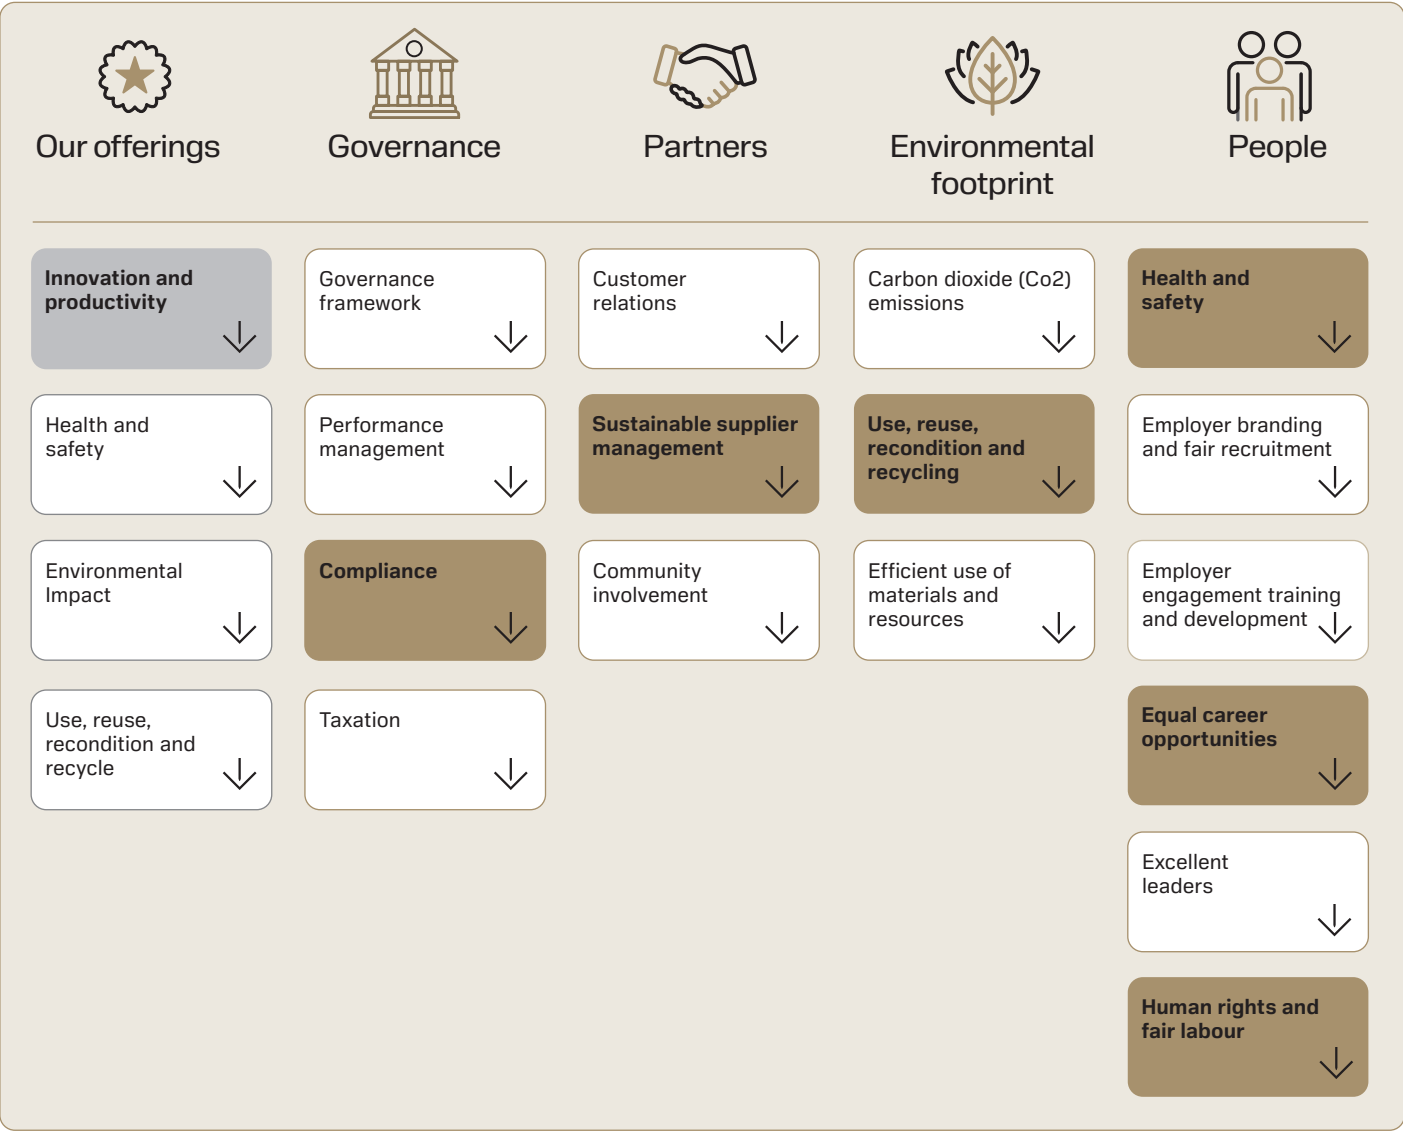 Our offerings
Governance
Partners
Environmental
footprint
People
Innovation and
productivity
Health and
safety
Environmental
Impact
Use, reuse,
recondition and
recycle
Governance
framework
Performance
management
Compliance
Taxation
Customer
relations
Sustainable supplier
management
Community
involvement
Carbon dioxide (Co2)
emissions
Use, reuse,
recondition and
recycling
Efficient use of
materials and
resources
Health and
safety
Employer branding
and fair recruitment
Employer
engagement training
and development
Equal career
opportunities
Excellent
leaders
Human rights and
fair labour